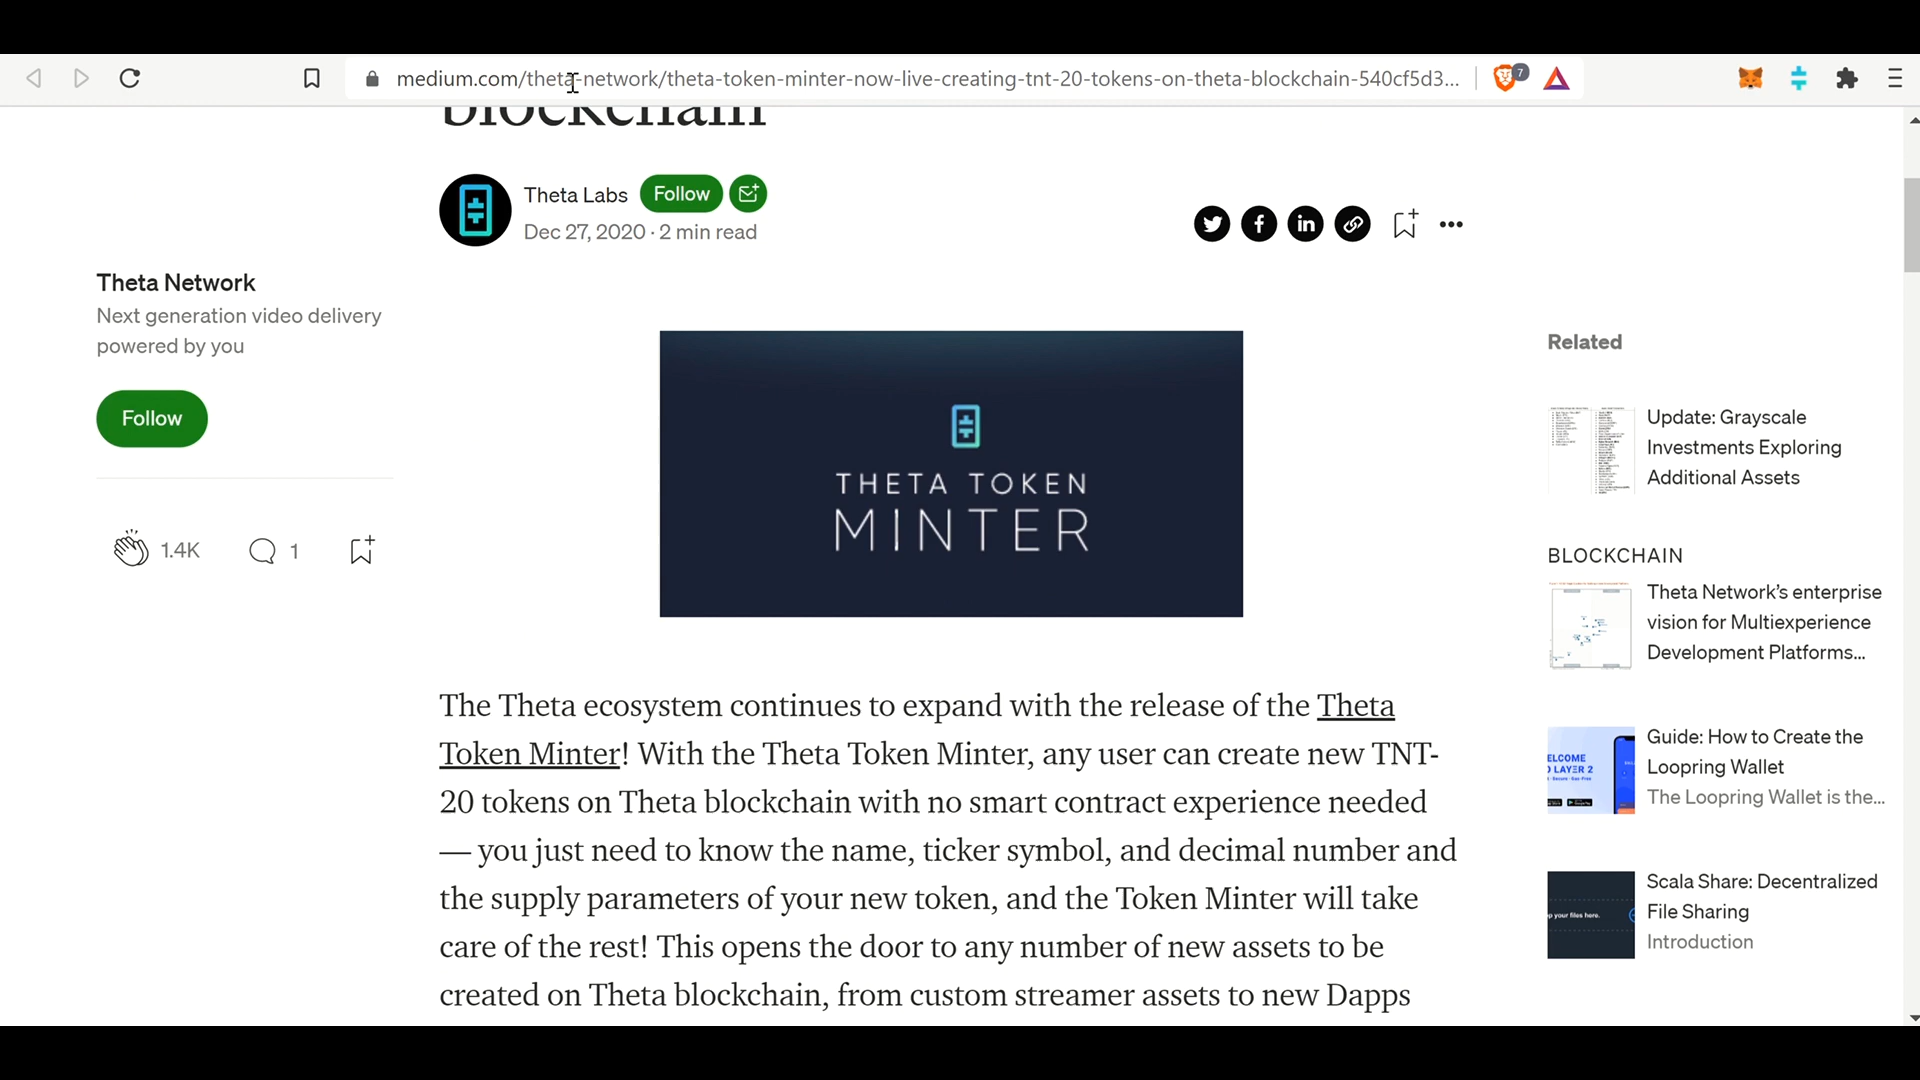 medium.com/theta-network/theta-token-minter-now-live-creating-tnt-20-tokens-on-theta-blockchain-540cf5d3...
7
blockchain
Theta Labs
Follow
Dec 27, 2020 · 2 min read
Theta Network
Next generation video delivery
powered by you
Follow
1.4K
1
THETA TOKEN
MINTER
The Theta ecosystem continues to expand with the release of the Theta
Token Minter! With the Theta Token Minter, any user can create new TNT-
20 tokens on Theta blockchain with no smart contract experience needed
— you just need to know the name, ticker symbol, and decimal number and
the supply parameters of your new token, and the Token Minter will take
care of the rest! This opens the door to any number of new assets to be
created on Theta blockchain, from custom streamer assets to new Dapps
Related
Update: Grayscale
Investments Exploring
Additional Assets
BLOCKCHAIN
Theta Network’s enterprise
vision for Multiexperience
Development Platforms...
ELCOME
O LAYER 2
Guide: How to Create the
Loopring Wallet
The Loopring Wallet is the...
p your files here.
Scala Share: Decentralized
File Sharing
Introduction